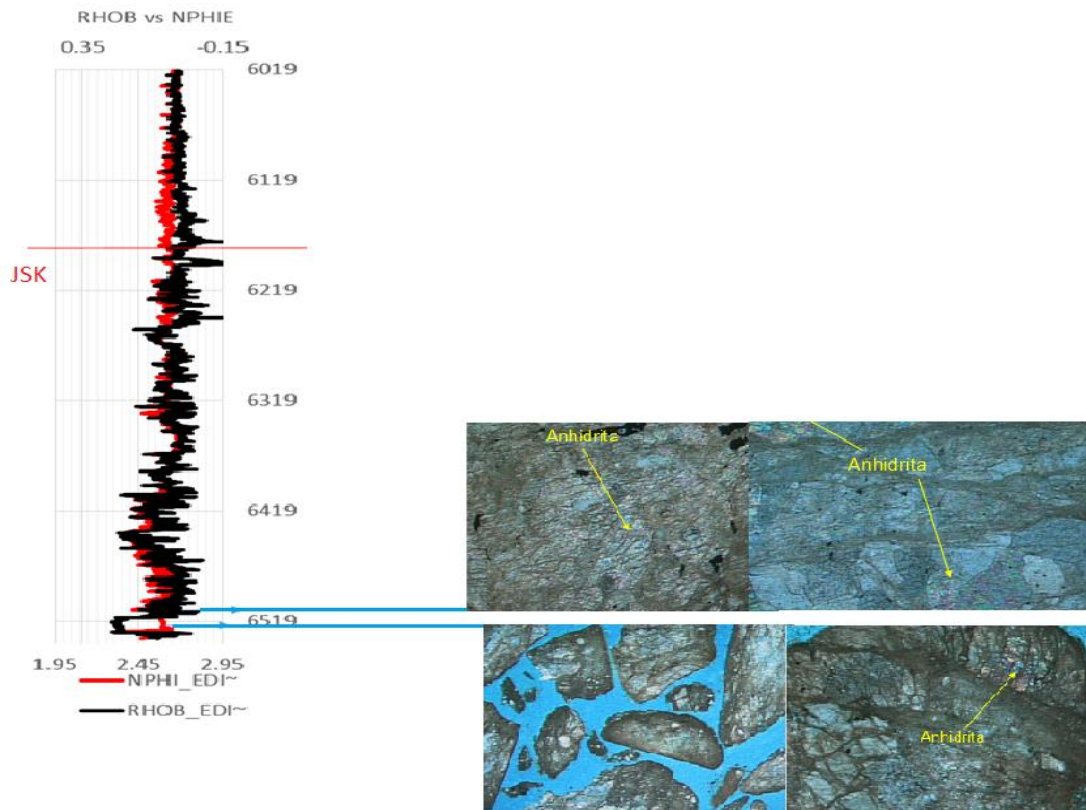 RHOB vs NPHIE
0.35 -0.15
6019
6119
JSK
6219
6319
6419
6519
1.95 2.45 2.95
NPHI_EDI~
RHOB_EDI~
Anhidrita
Anhidrita
Anhidrita